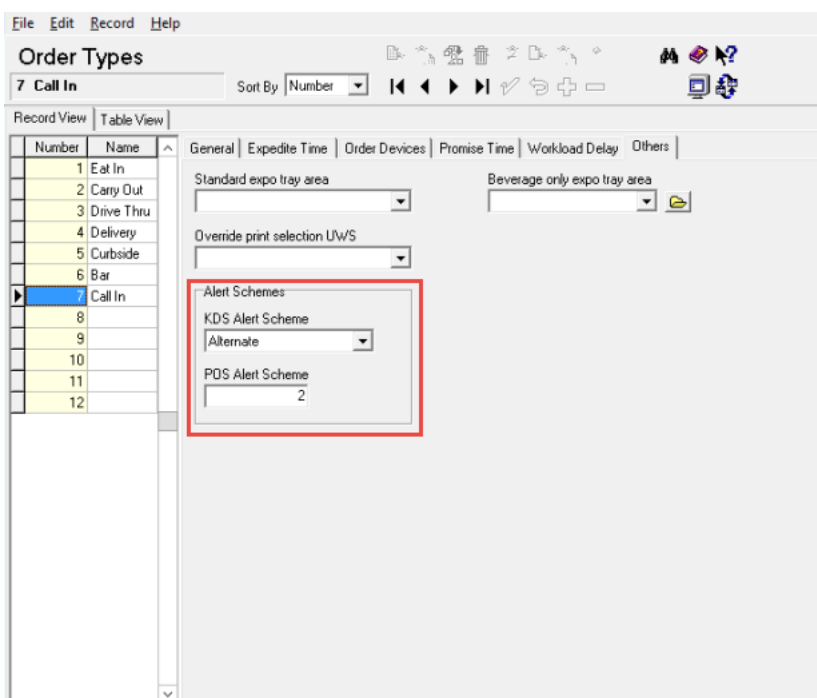 File Edit Record Help
Order Types
7 Call In
Sort By Number
Record View Table View
Number Name
1 Eat In
2 Carry Out
3 Drive Thru
4 Delivery
5 Curbside
6 Bar
7 Call In
8
9
10
11
12
General Expedite Time Order Devices Promise Time Workload Delay Others
Standard expo tray area Beverage only expo tray area
Override print selection UWS
Alert Schemes
KDS Alert Scheme
Alternate
POS Alert Scheme
2